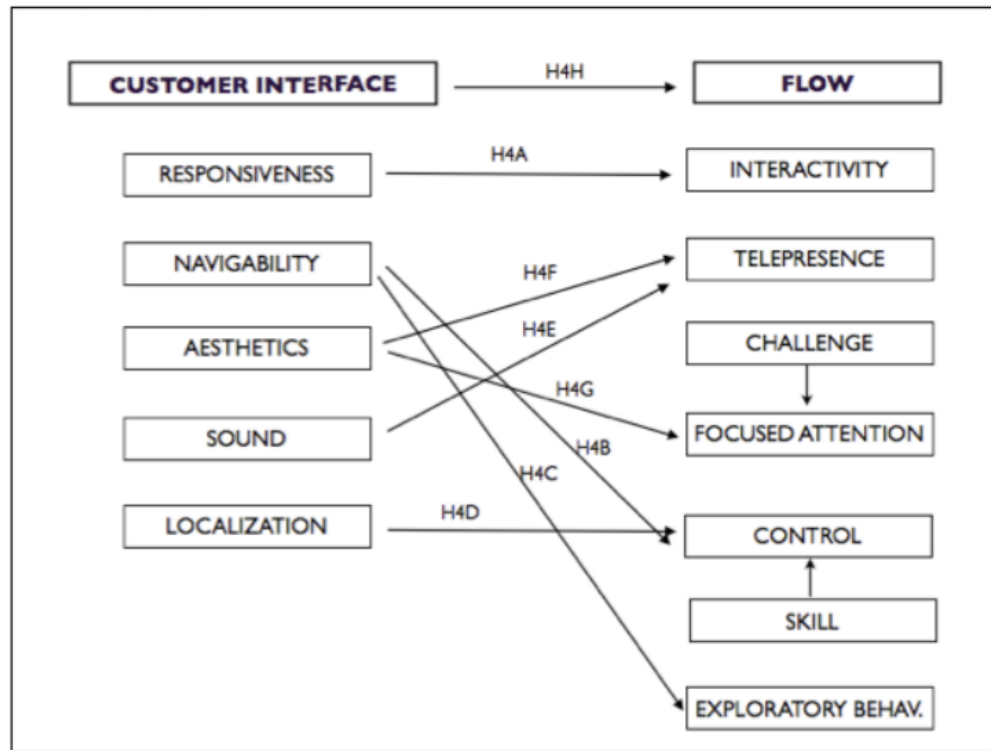 CUSTOMER INTERFACE
H4H
FLOW
RESPONSIVENESS
H4A
INTERACTIVITY
NAVIGABILITY
H4F
TELEPRESENCE
AESTHETICS
H4E
CHALLENGE
H4G
SOUND
H4B
FOCUSED ATTENTION
H4C
LOCALIZATION
H4D
CONTROL
SKILL
EXPLORATORY BEHAV.